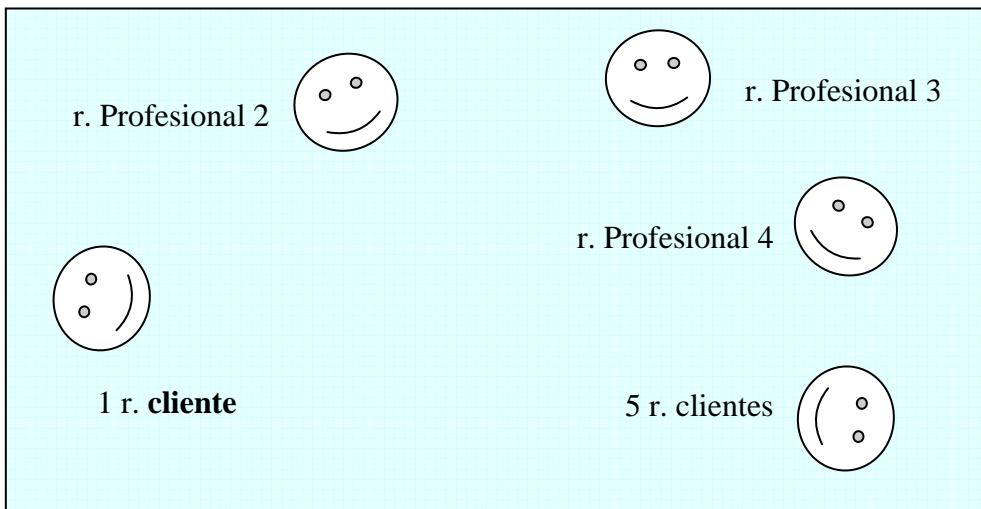 r. Profesional 2
r. Profesional 3
r. Profesional 4
1 r. cliente
5 r. clientes